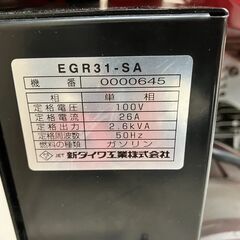 EGR31-SA
機番 0000645
相 単相
定格電圧 100V
定格電流 26A
定格出力 2.6kVA
定格周波数 50Hz
燃料の種類 ガソリン
新ダイワ工業株式会社